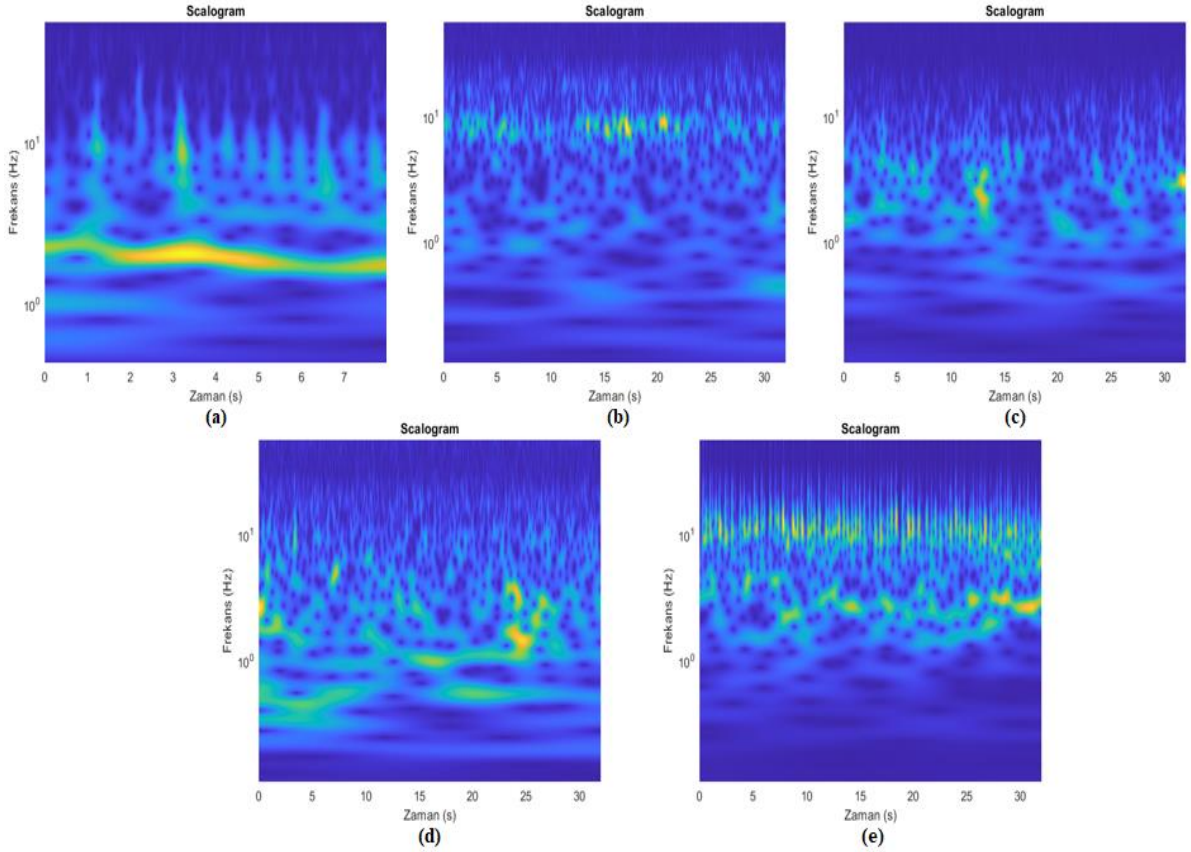 Scalogram
Frekans (Hz)
10¹
10⁰
0 1 2 3 4 5 6 7
Zaman (s)
(a)
Scalogram
Frekans (Hz)
10¹
10⁰
0 5 10 15 20 25 30
Zaman (s)
(b)
Scalogram
Frekans (Hz)
10¹
10⁰
0 5 10 15 20 25 30
Zaman (s)
(c)
Scalogram
Frekans (Hz)
10¹
10⁰
0 5 10 15 20 25 30
Zaman (s)
(d)
Scalogram
Frekans (Hz)
10¹
10⁰
0 5 10 15 20 25 30
Zaman (s)
(e)